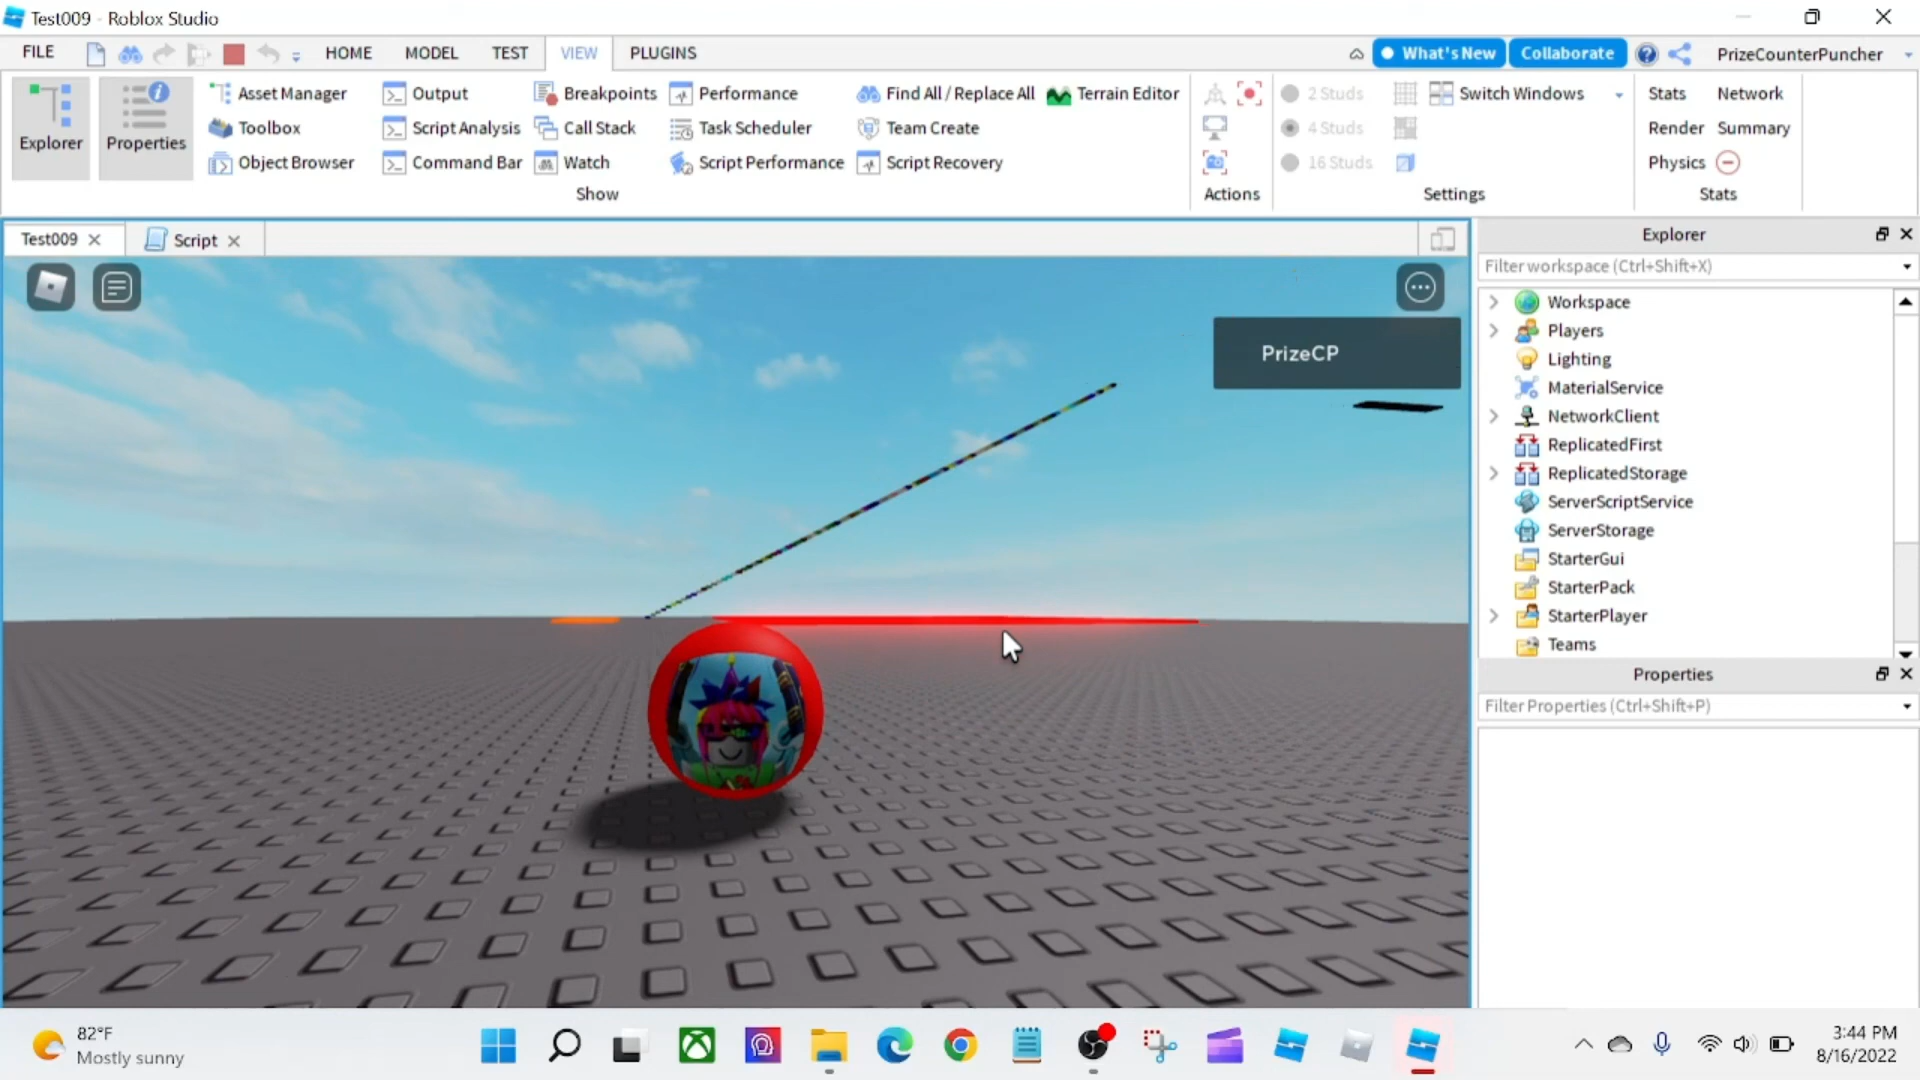 Test009 - Roblox Studio
FILE HOME MODEL TEST VIEW PLUGINS What's New Collaborate PrizeCounterPuncher
Explorer
Properties
Asset Manager
Toolbox
Object Browser
Output
Script Analysis
Command Bar
Breakpoints
Call Stack
Watch
Performance
Task Scheduler
Script Performance
Find All / Replace All
Team Create
Script Recovery
Terrain Editor
Show
Actions
2 Studs
4 Studs
16 Studs
Switch Windows
Settings
Stats Network
Render Summary
Physics
Stats
Test009 Script
PrizeCP
Explorer
Filter workspace (Ctrl+Shift+X)
Workspace
Players
Lighting
MaterialService
NetworkClient
ReplicatedFirst
ReplicatedStorage
ServerScriptService
ServerStorage
StarterGui
StarterPack
StarterPlayer
Teams
Properties
Filter Properties (Ctrl+Shift+P)
82°F
Mostly sunny
3:44 PM
8/16/2022